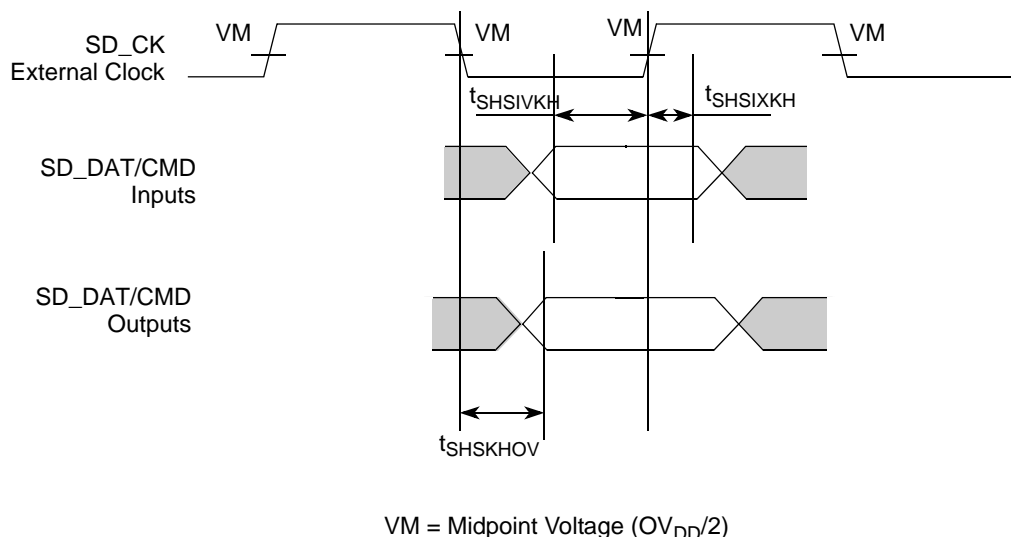 VM VM VM VM
SD_CK
External Clock
tSHSIVKH tSHSIXKH
SD_DAT/CMD
Inputs
SD_DAT/CMD
Outputs
tSHSKHOV
VM = Midpoint Voltage (OVDD/2)